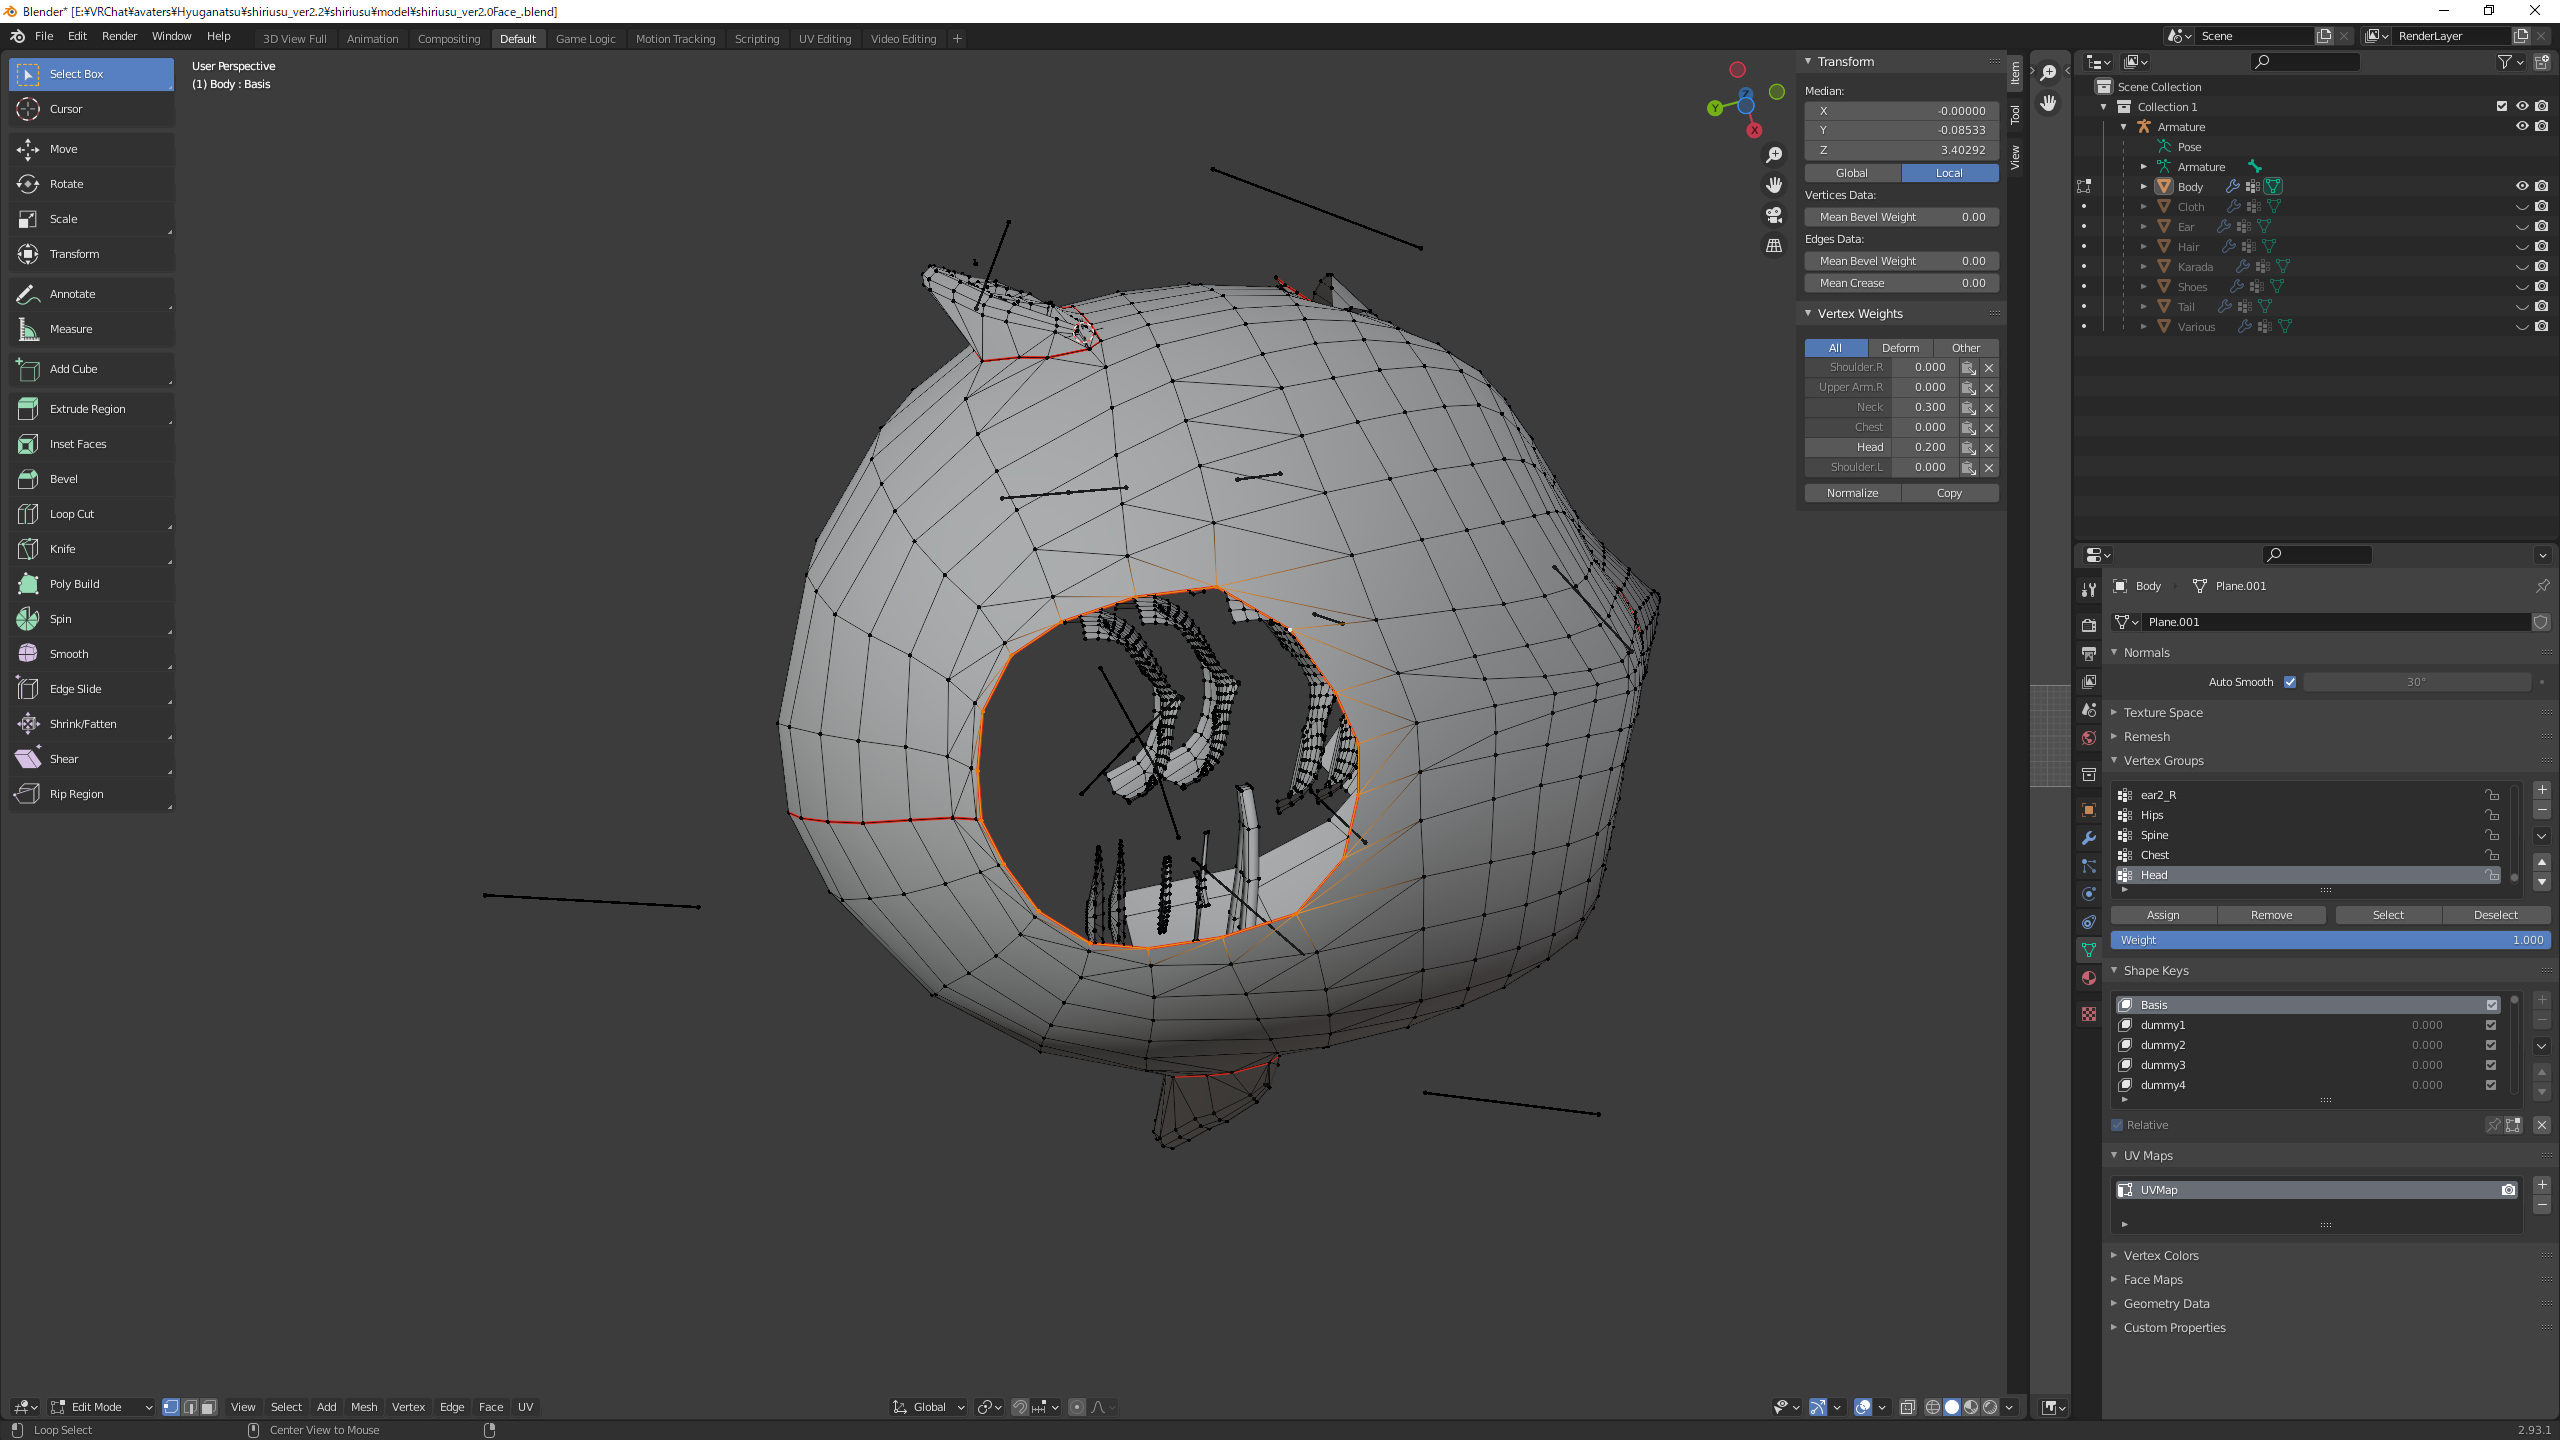 Blender* [E:¥VRChat¥avaters¥Hyuganatsu¥shiriusu_ver2.2¥shiriusu¥model¥shiriusu_ver2.0Face_.blend]
File Edit Render Window Help 3D View Full Animation Compositing Default Game Logic Motion Tracking Scripting UV Editing Video Editing + Scene RenderLayer
Select Box
Cursor
Move
Rotate
Scale
Transform
Annotate
Measure
Add Cube
Extrude Region
Inset Faces
Bevel
Loop Cut
Knife
Poly Build
Spin
Smooth
Edge Slide
Shrink/Fatten
Shear
Rip Region
User Perspective
(1) Body : Basis
Z
Y
X
Transform
Median:
X -0.00000
Y -0.08533
Z 3.40292
Global Local
Vertices Data:
Mean Bevel Weight 0.00
Edges Data:
Mean Bevel Weight 0.00
Mean Crease 0.00
Vertex Weights
All Deform Other
Shoulder.R 0.000
Upper Arm.R 0.000
Neck 0.300
Chest 0.000
Head 0.200
Shoulder.L 0.000
Normalize Copy
Item
Tool
View
Scene Collection
Collection 1
Armature
Pose
Armature
Body
Cloth
Ear
Hair
Karada
Shoes
Tail
Various
Body Plane.001
Plane.001
Normals
Auto Smooth 30°
Texture Space
Remesh
Vertex Groups
ear2_R
Hips
Spine
Chest
Head
Assign Remove Select Deselect
Weight 1.000
Shape Keys
Basis
dummy1 0.000
dummy2 0.000
dummy3 0.000
dummy4 0.000
Relative
UV Maps
UVMap
Vertex Colors
Face Maps
Geometry Data
Custom Properties
Edit Mode View Select Add Mesh Vertex Edge Face UV Global
Loop Select Center View to Mouse 2.93.1